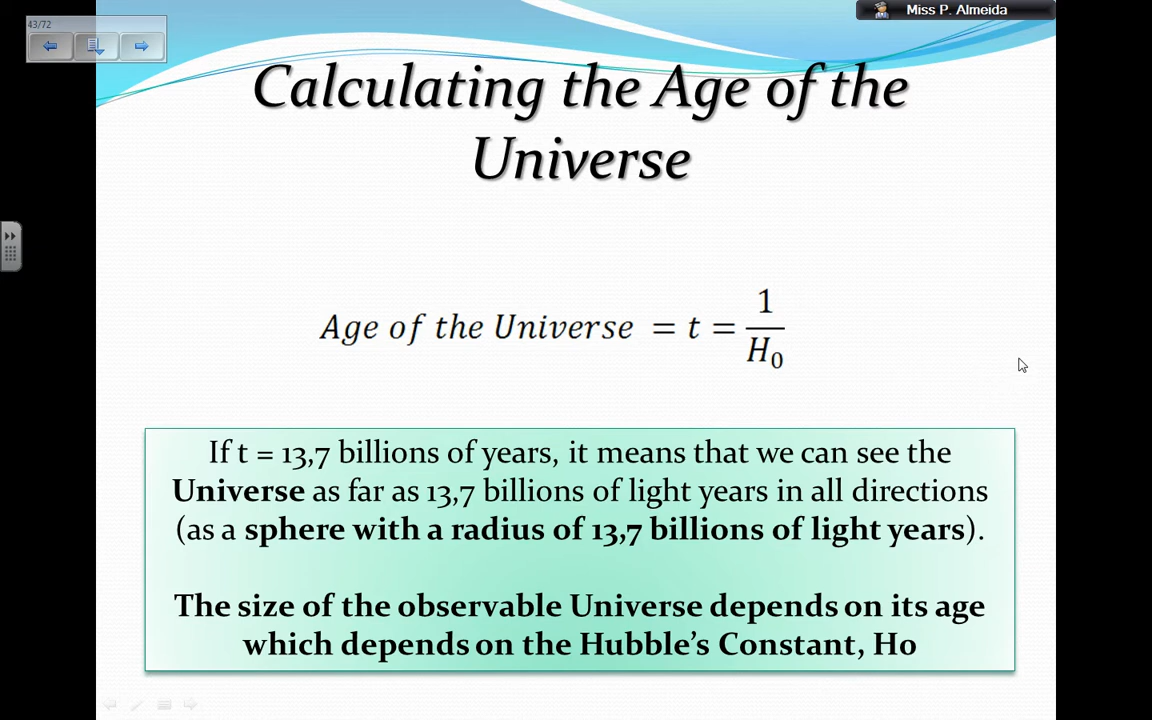 43/72
Miss P. Almeida
Calculating the Age of the
Universe
Age of the Universe = t = 1/H₀
If t = 13,7 billions of years, it means that we can see the
Universe as far as 13,7 billions of light years in all directions
(as a sphere with a radius of 13,7 billions of light years).
The size of the observable Universe depends on its age
which depends on the Hubble’s Constant, Ho